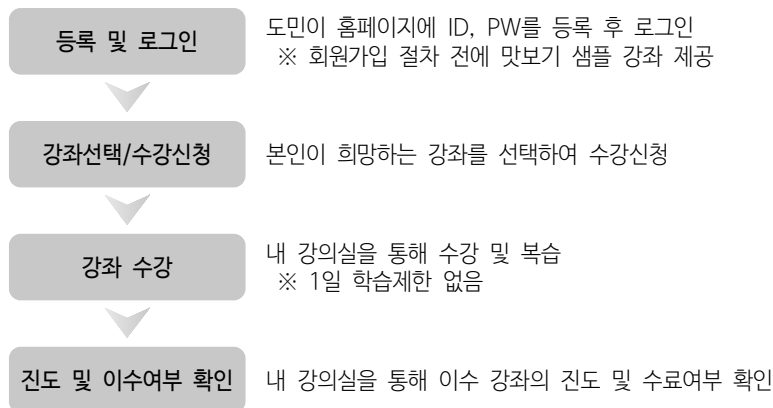 등록 및 로그인
도민이 홈페이지에 ID, PW를 등록 후 로그인
※ 회원가입 절차 전에 맛보기 샘플 강좌 제공
강좌선택/수강신청
본인이 희망하는 강좌를 선택하여 수강신청
강좌 수강
내 강의실을 통해 수강 및 복습
※ 1일 학습제한 없음
진도 및 이수여부 확인
내 강의실을 통해 이수 강좌의 진도 및 수료여부 확인